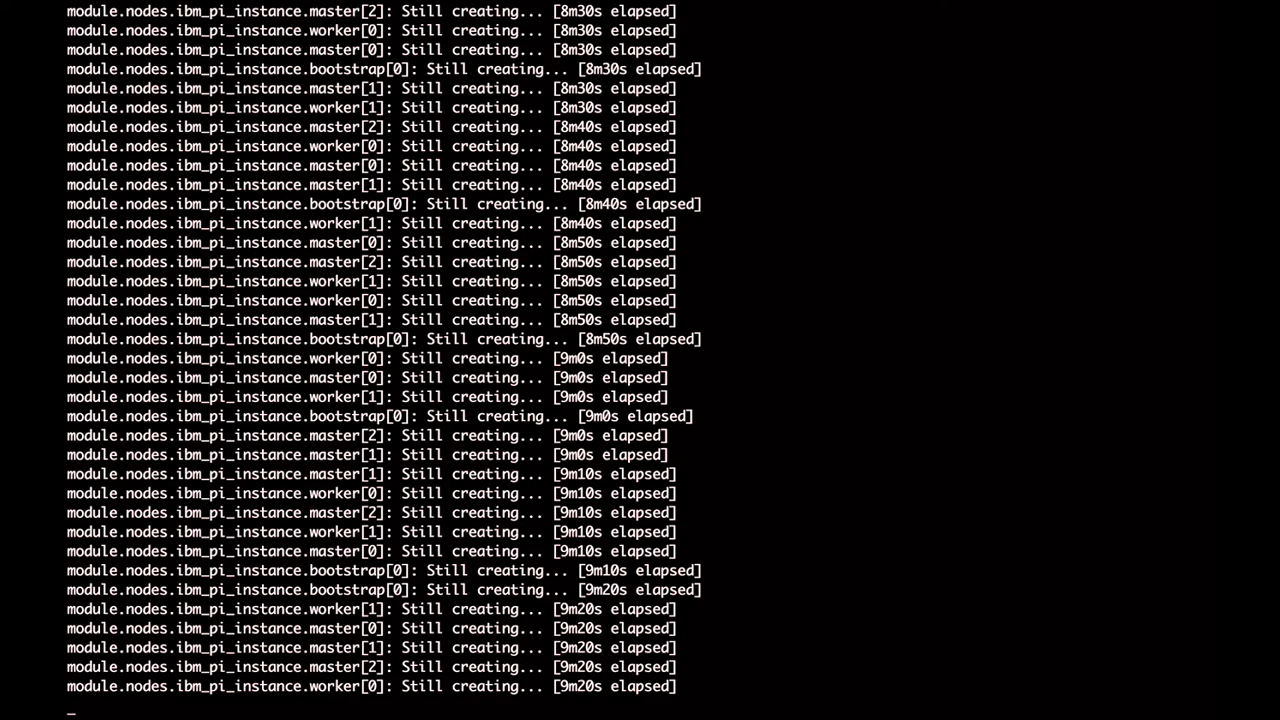 module.nodes.ibm_pi_instance.master[2]: Still creating... [8m30s elapsed]
module.nodes.ibm_pi_instance.worker[0]: Still creating... [8m30s elapsed]
module.nodes.ibm_pi_instance.master[0]: Still creating... [8m30s elapsed]
module.nodes.ibm_pi_instance.bootstrap[0]: Still creating... [8m30s elapsed]
module.nodes.ibm_pi_instance.master[1]: Still creating... [8m30s elapsed]
module.nodes.ibm_pi_instance.worker[1]: Still creating... [8m30s elapsed]
module.nodes.ibm_pi_instance.master[2]: Still creating... [8m40s elapsed]
module.nodes.ibm_pi_instance.worker[0]: Still creating... [8m40s elapsed]
module.nodes.ibm_pi_instance.master[0]: Still creating... [8m40s elapsed]
module.nodes.ibm_pi_instance.master[1]: Still creating... [8m40s elapsed]
module.nodes.ibm_pi_instance.bootstrap[0]: Still creating... [8m40s elapsed]
module.nodes.ibm_pi_instance.worker[1]: Still creating... [8m40s elapsed]
module.nodes.ibm_pi_instance.master[0]: Still creating... [8m50s elapsed]
module.nodes.ibm_pi_instance.master[2]: Still creating... [8m50s elapsed]
module.nodes.ibm_pi_instance.worker[1]: Still creating... [8m50s elapsed]
module.nodes.ibm_pi_instance.worker[0]: Still creating... [8m50s elapsed]
module.nodes.ibm_pi_instance.master[1]: Still creating... [8m50s elapsed]
module.nodes.ibm_pi_instance.bootstrap[0]: Still creating... [8m50s elapsed]
module.nodes.ibm_pi_instance.worker[0]: Still creating... [9m0s elapsed]
module.nodes.ibm_pi_instance.master[0]: Still creating... [9m0s elapsed]
module.nodes.ibm_pi_instance.worker[1]: Still creating... [9m0s elapsed]
module.nodes.ibm_pi_instance.bootstrap[0]: Still creating... [9m0s elapsed]
module.nodes.ibm_pi_instance.master[2]: Still creating... [9m0s elapsed]
module.nodes.ibm_pi_instance.master[1]: Still creating... [9m0s elapsed]
module.nodes.ibm_pi_instance.master[1]: Still creating... [9m10s elapsed]
module.nodes.ibm_pi_instance.worker[0]: Still creating... [9m10s elapsed]
module.nodes.ibm_pi_instance.master[2]: Still creating... [9m10s elapsed]
module.nodes.ibm_pi_instance.worker[1]: Still creating... [9m10s elapsed]
module.nodes.ibm_pi_instance.master[0]: Still creating... [9m10s elapsed]
module.nodes.ibm_pi_instance.bootstrap[0]: Still creating... [9m10s elapsed]
module.nodes.ibm_pi_instance.bootstrap[0]: Still creating... [9m20s elapsed]
module.nodes.ibm_pi_instance.worker[1]: Still creating... [9m20s elapsed]
module.nodes.ibm_pi_instance.master[0]: Still creating... [9m20s elapsed]
module.nodes.ibm_pi_instance.master[1]: Still creating... [9m20s elapsed]
module.nodes.ibm_pi_instance.master[2]: Still creating... [9m20s elapsed]
module.nodes.ibm_pi_instance.worker[0]: Still creating... [9m20s elapsed]